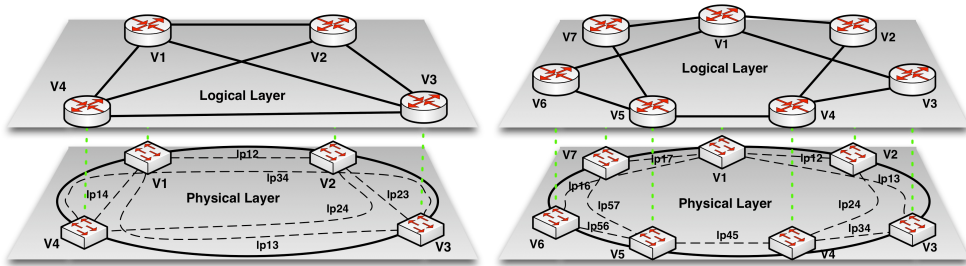 V1
V2
V3
V4
Logical Layer
lp12
lp34
V1
V2
lp14
lp23
Physical Layer
lp24
V4
lp13
V3
V7
V1
V2
Logical Layer
V6
V3
V5
V4
V7
lp17
lp12
V2
V1
lp16
lp13
lp57
Physical Layer
lp24
lp56
lp45
lp34
V6
V5
V4
V3